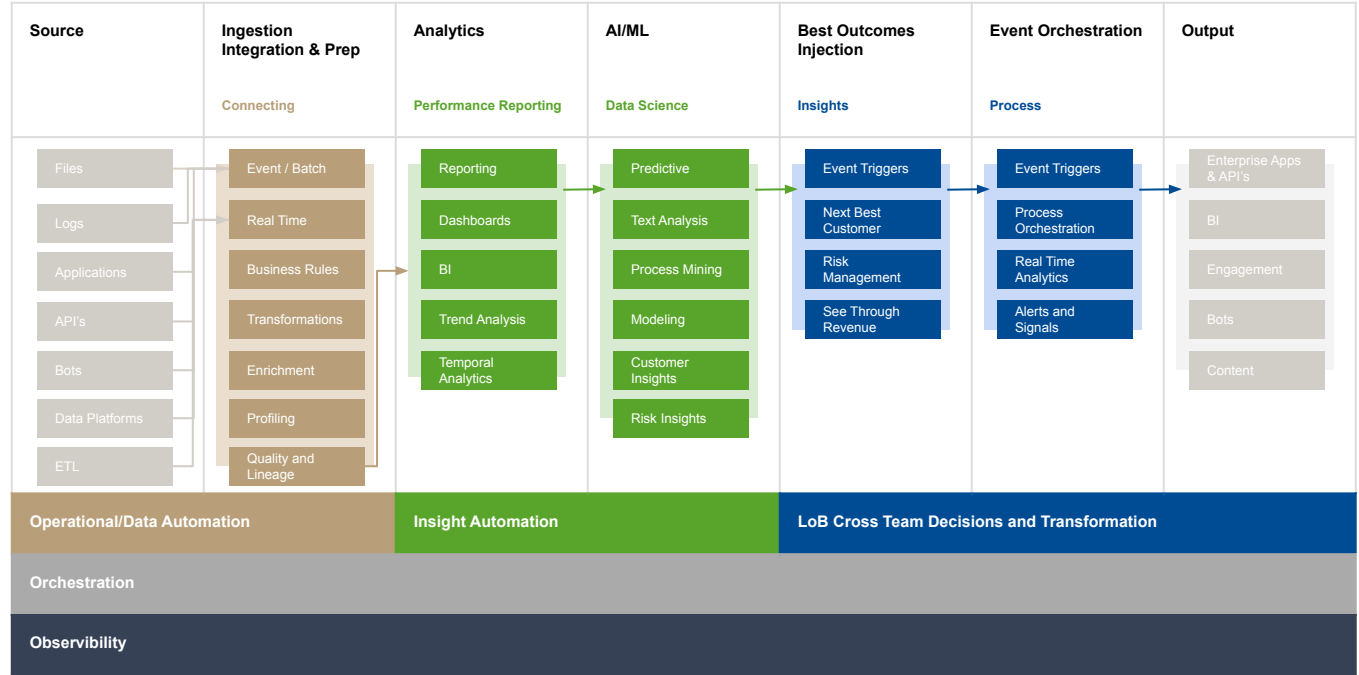 Source
Ingestion
Integration & Prep
Analytics
AI/ML
Best Outcomes
Injection
Event Orchestration
Output
Connecting
Performance Reporting
Data Science
Insights
Process
Files
Logs
Applications
API's
Bots
Data Platforms
ETL
Event / Batch
Real Time
Business Rules
Transformations
Enrichment
Profiling
Quality and
Lineage
Reporting
Dashboards
BI
Trend Analysis
Temporal
Analytics
Predictive
Text Analysis
Process Mining
Modeling
Customer
Insights
Risk Insights
Event Triggers
Next Best
Customer
Risk
Management
See Through
Revenue
Event Triggers
Process
Orchestration
Real Time
Analytics
Alerts and
Signals
Enterprise Apps
& API's
BI
Engagement
Bots
Content
Operational/Data Automation
Insight Automation
LoB Cross Team Decisions and Transformation
Orchestration
Observibility